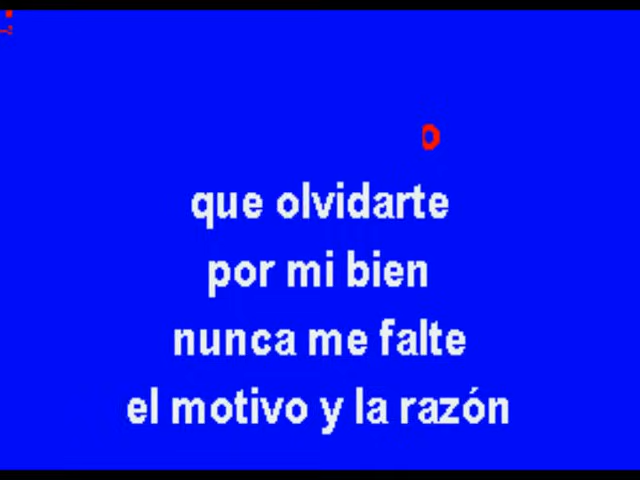 o
que olvidarte
por mi bien
nunca me falte
el motivo y la razón